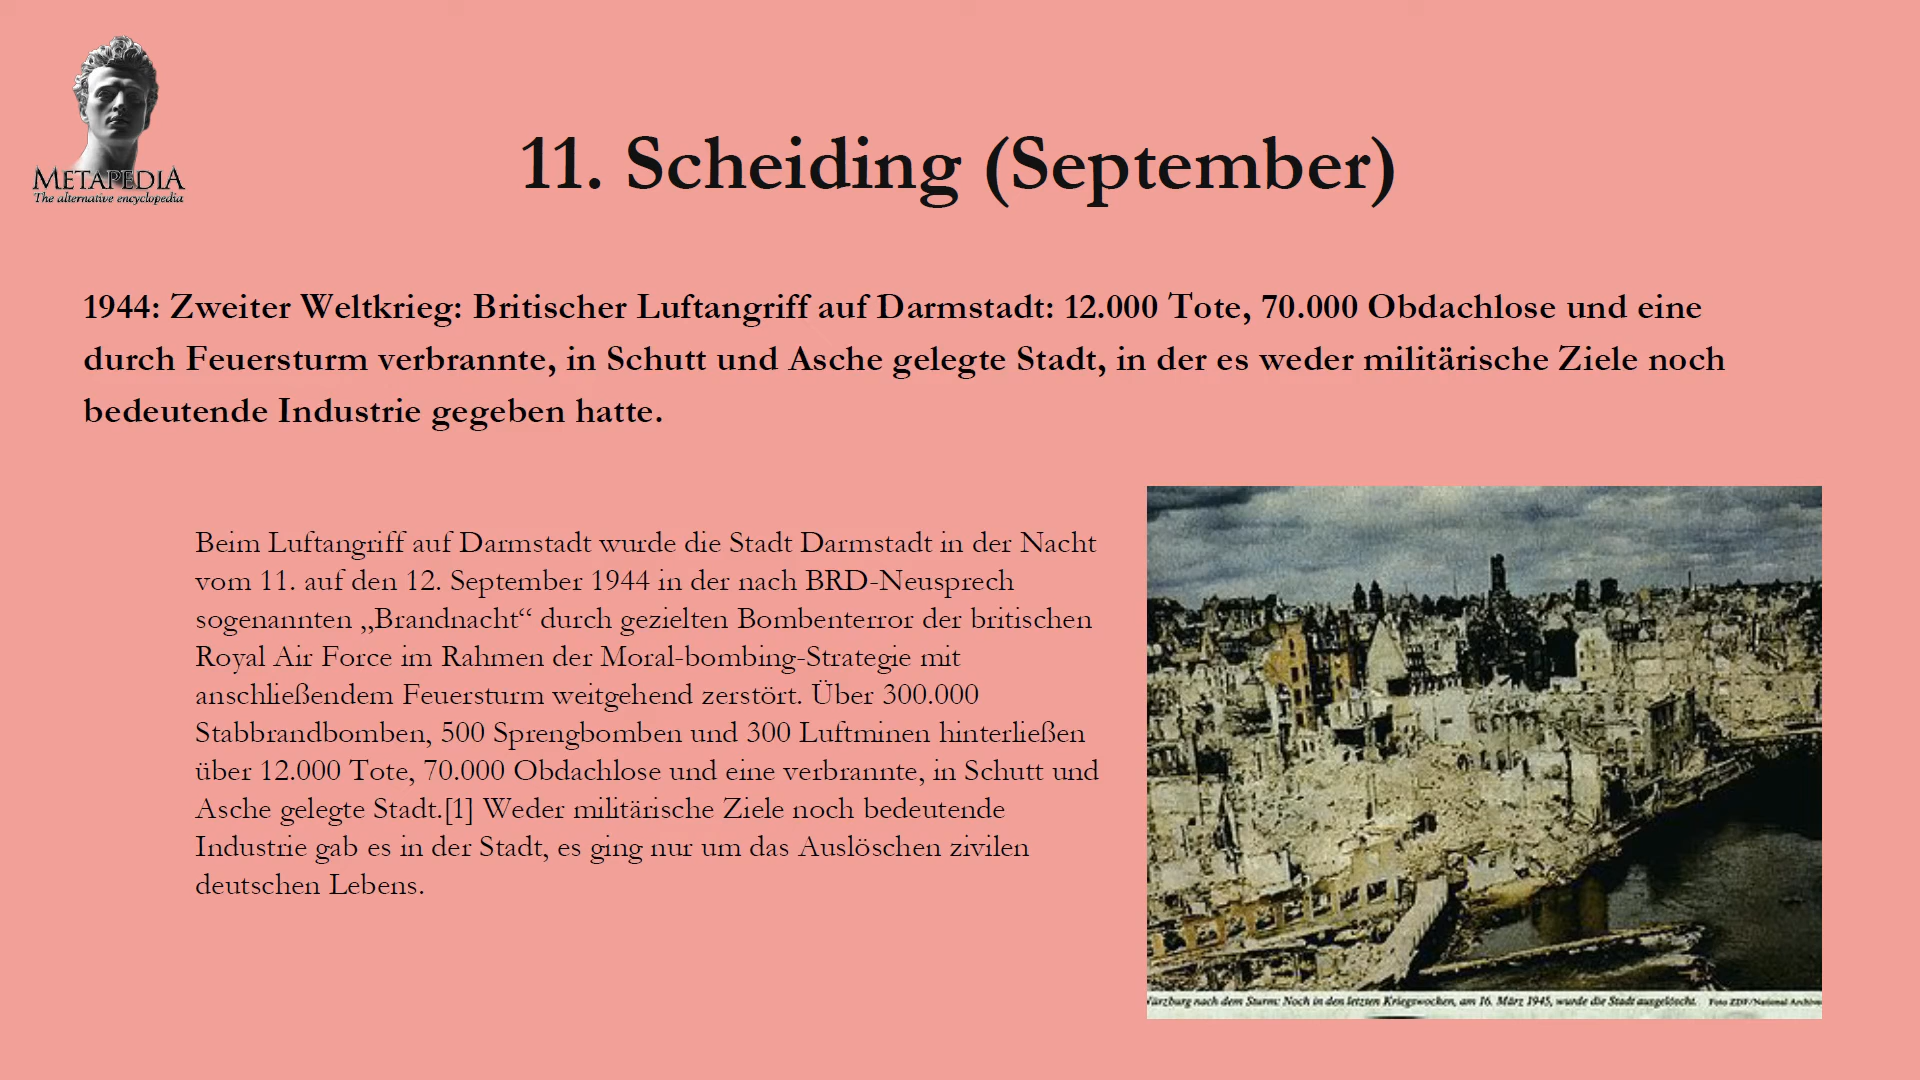 METAPEDIA
The alternative encyclopedia
11. Scheiding (September)
1944: Zweiter Weltkrieg: Britischer Luftangriff auf Darmstadt: 12.000 Tote, 70.000 Obdachlose und eine
durch Feuersturm verbrannte, in Schutt und Asche gelegte Stadt, in der es weder militärische Ziele noch
bedeutende Industrie gegeben hatte.
Beim Luftangriff auf Darmstadt wurde die Stadt Darmstadt in der Nacht
vom 11. auf den 12. September 1944 in der nach BRD-Neusprech
sogenannten „Brandnacht“ durch gezielten Bombenterror der britischen
Royal Air Force im Rahmen der Moral-bombing-Strategie mit
anschließendem Feuersturm weitgehend zerstört. Über 300.000
Stabbrandbomben, 500 Sprengbomben und 300 Luftminen hinterließen
über 12.000 Tote, 70.000 Obdachlose und eine verbrannte, in Schutt und
Asche gelegte Stadt.[1] Weder militärische Ziele noch bedeutende
Industrie gab es in der Stadt, es ging nur um das Auslöschen zivilen
deutschen Lebens.
Würzburg nach dem Sturm: Noch in den letzten Kriegswochen, am 16. März 1945, wurde die Stadt ausgelöscht. Foto ZDF/National Archives